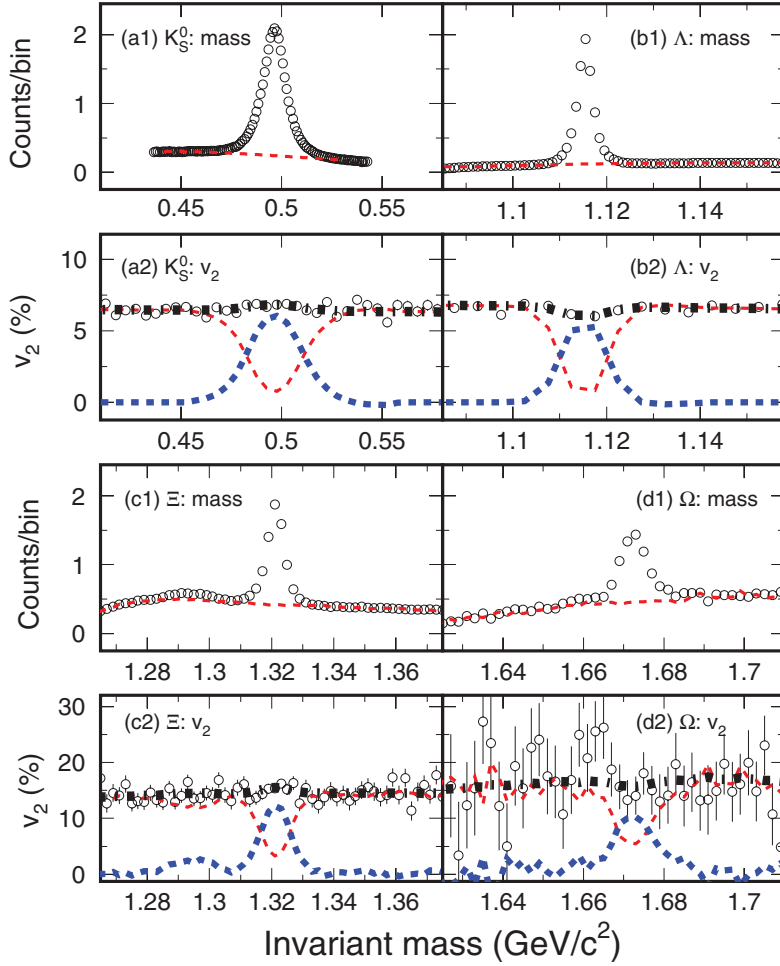 (a1) K⁰_S: mass
(b1) Λ: mass
Counts/bin
2
1
0
0.45 0.5 0.55
1.1 1.12 1.14
(a2) K⁰_S: v₂
(b2) Λ: v₂
v₂ (%)
10
5
0
0.45 0.5 0.55
1.1 1.12 1.14
(c1) Ξ: mass
(d1) Ω: mass
Counts/bin
2
1
0
1.28 1.3 1.32 1.34 1.36
1.64 1.66 1.68 1.7
(c2) Ξ: v₂
(d2) Ω: v₂
v₂ (%)
30
20
10
0
1.28 1.3 1.32 1.34 1.36
1.64 1.66 1.68 1.7
Invariant mass (GeV/c²)